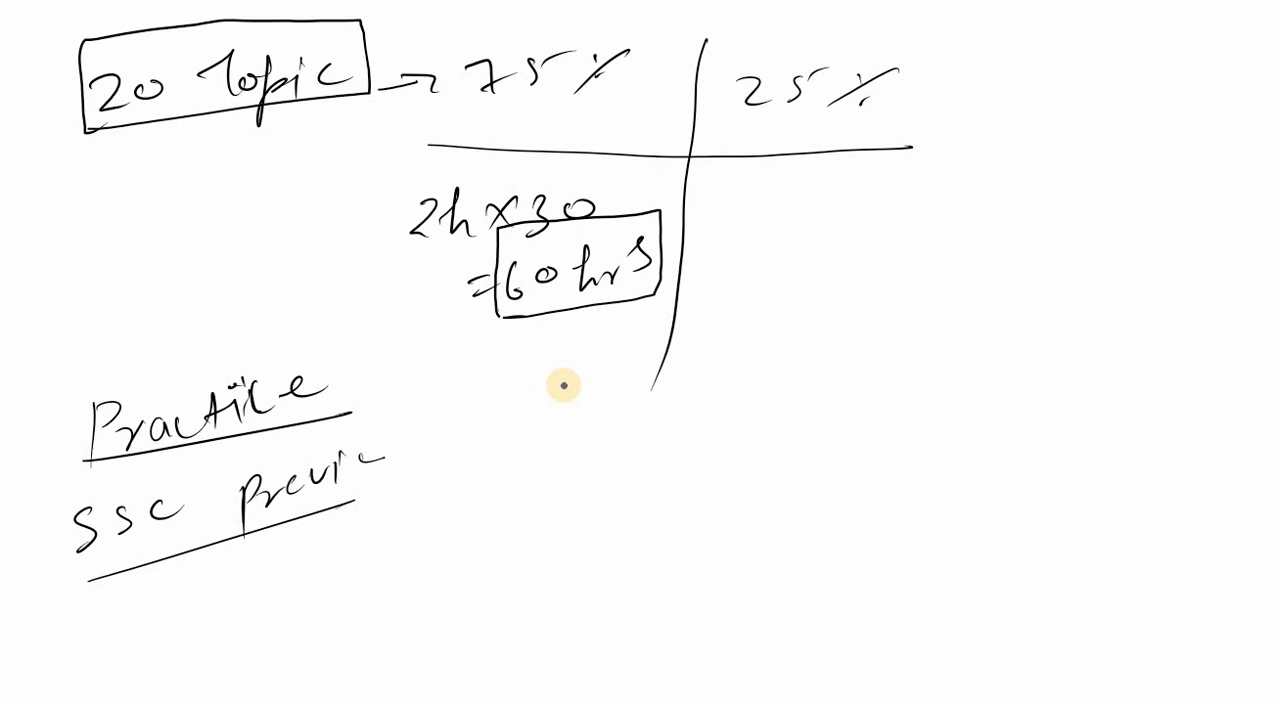 20 Topic → 75% 25%
2h×30
=60 hrs
Practice
SSC Previ